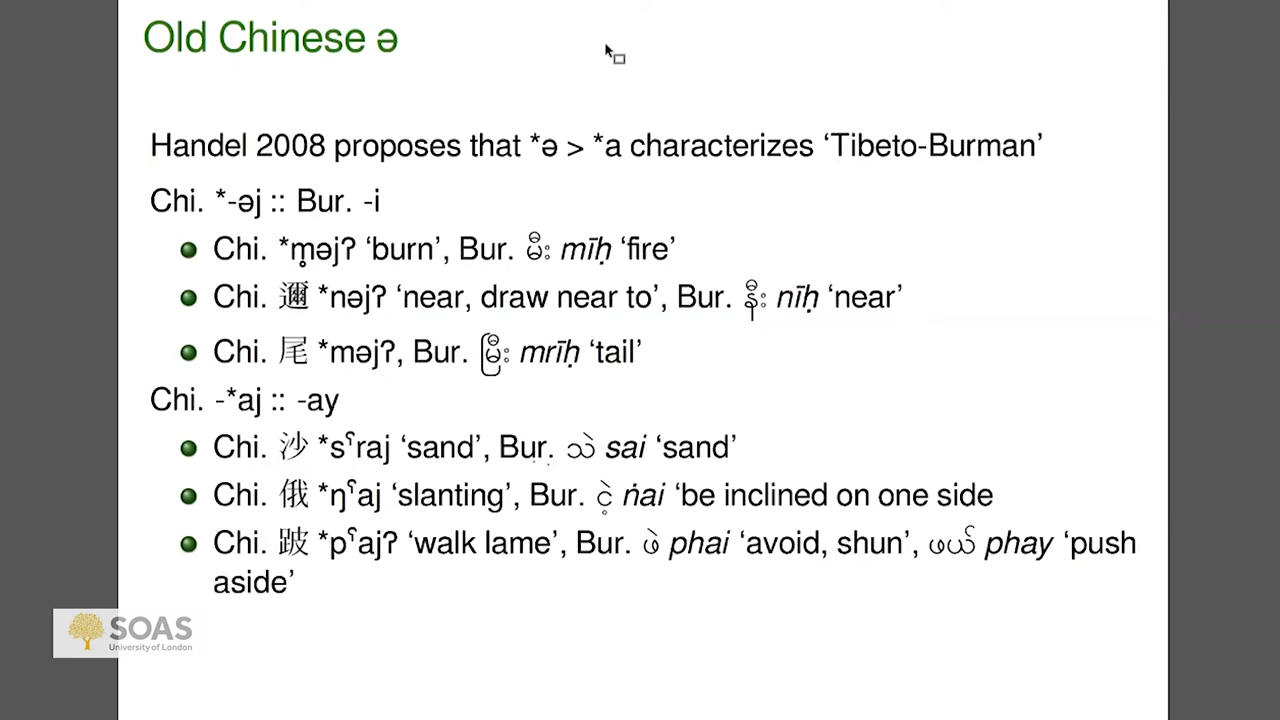 Old Chinese ə
Handel 2008 proposes that *ə > *a characterizes ‘Tibeto-Burman’
Chi. *-əj :: Bur. -i
Chi. *m̥əjʔ ‘burn’, Bur. မီး mīḥ ‘fire’
Chi. 邇 *nəjʔ ‘near, draw near to’, Bur. နီး nīḥ ‘near’
Chi. 尾 *məjʔ, Bur. မြီး mrīḥ ‘tail’
Chi. -*aj :: -ay
Chi. 沙 *sˤraj ‘sand’, Bur. သဲ sai ‘sand’
Chi. 俄 *ŋˤaj ‘slanting’, Bur. ငဲ့ ṅai ‘be inclined on one side
Chi. 跛 *pˤajʔ ‘walk lame’, Bur. ဖဲ phai ‘avoid, shun’, ဖယ် phay ‘push
aside’
SOAS
University of London